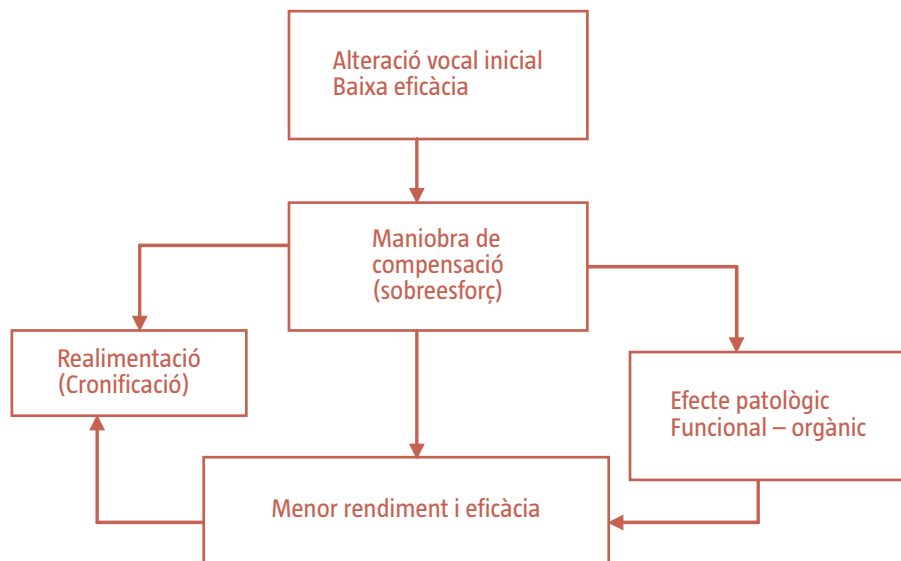 Alteració vocal inicial
Baixa eficàcia
Maniobra de
compensació
(sobreesforç)
Realimentació
(Cronificació)
Efecte patològic
Funcional – orgànic
Menor rendiment i eficàcia